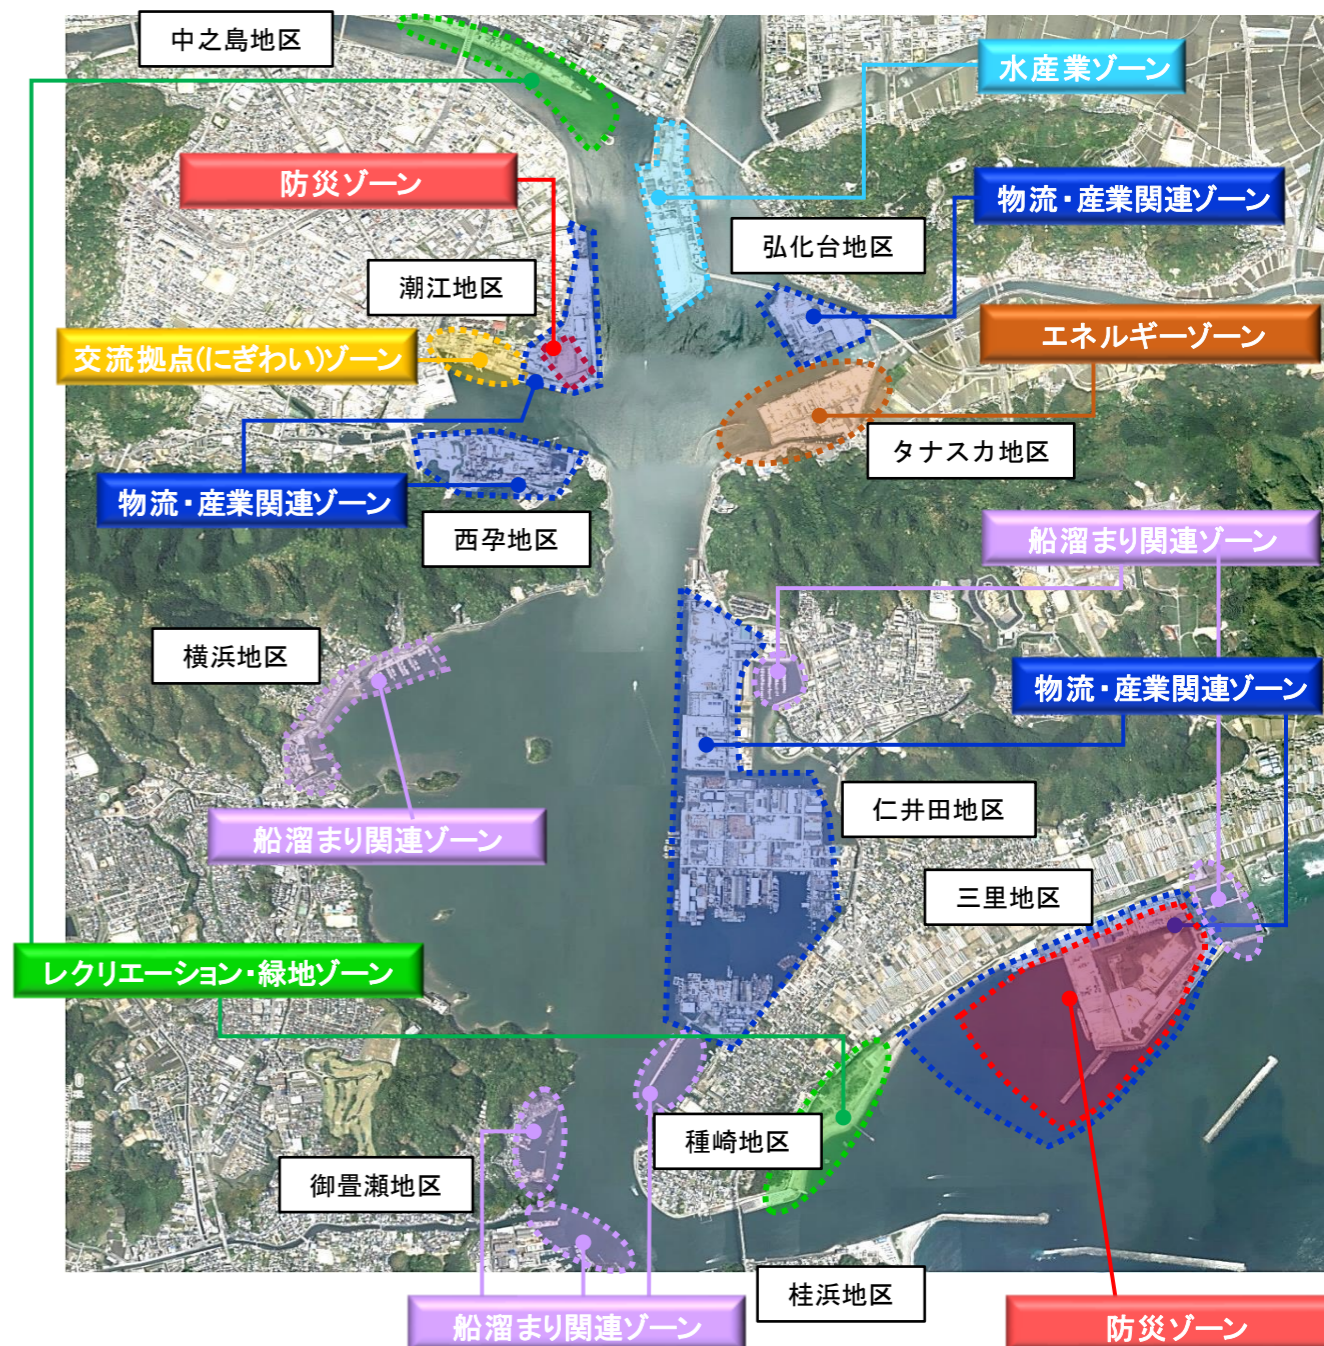 中之島地区
水産業ゾーン
防災ゾーン
物流・産業関連ゾーン
弘化台地区
潮江地区
エネルギーゾーン
交流拠点(にぎわい)ゾーン
タナスカ地区
物流・産業関連ゾーン
西孕地区
船溜まり関連ゾーン
横浜地区
物流・産業関連ゾーン
仁井田地区
船溜まり関連ゾーン
三里地区
レクリエーション・緑地ゾーン
種崎地区
御畳瀬地区
桂浜地区
船溜まり関連ゾーン
防災ゾーン